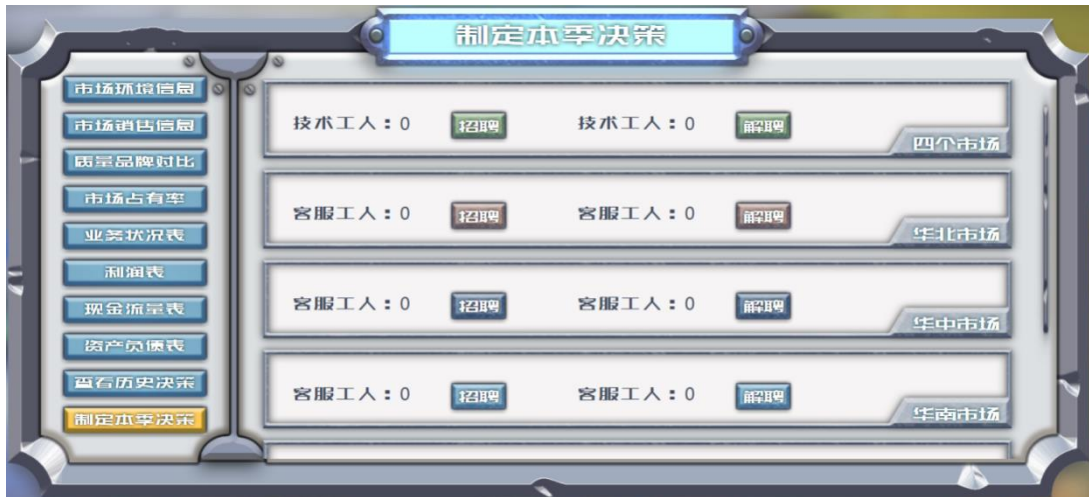 制定本季决策
市场环境信息
市场销售信息
质量品牌对比
市场占有率
业务状况表
利润表
现金流量表
资产负债表
查看历史决策
制定本季决策
技术工人：0 招聘 技术工人：0 解聘
四个市场
客服工人：0 招聘 客服工人：0 解聘
华北市场
客服工人：0 招聘 客服工人：0 解聘
华中市场
客服工人：0 招聘 客服工人：0 解聘
华南市场